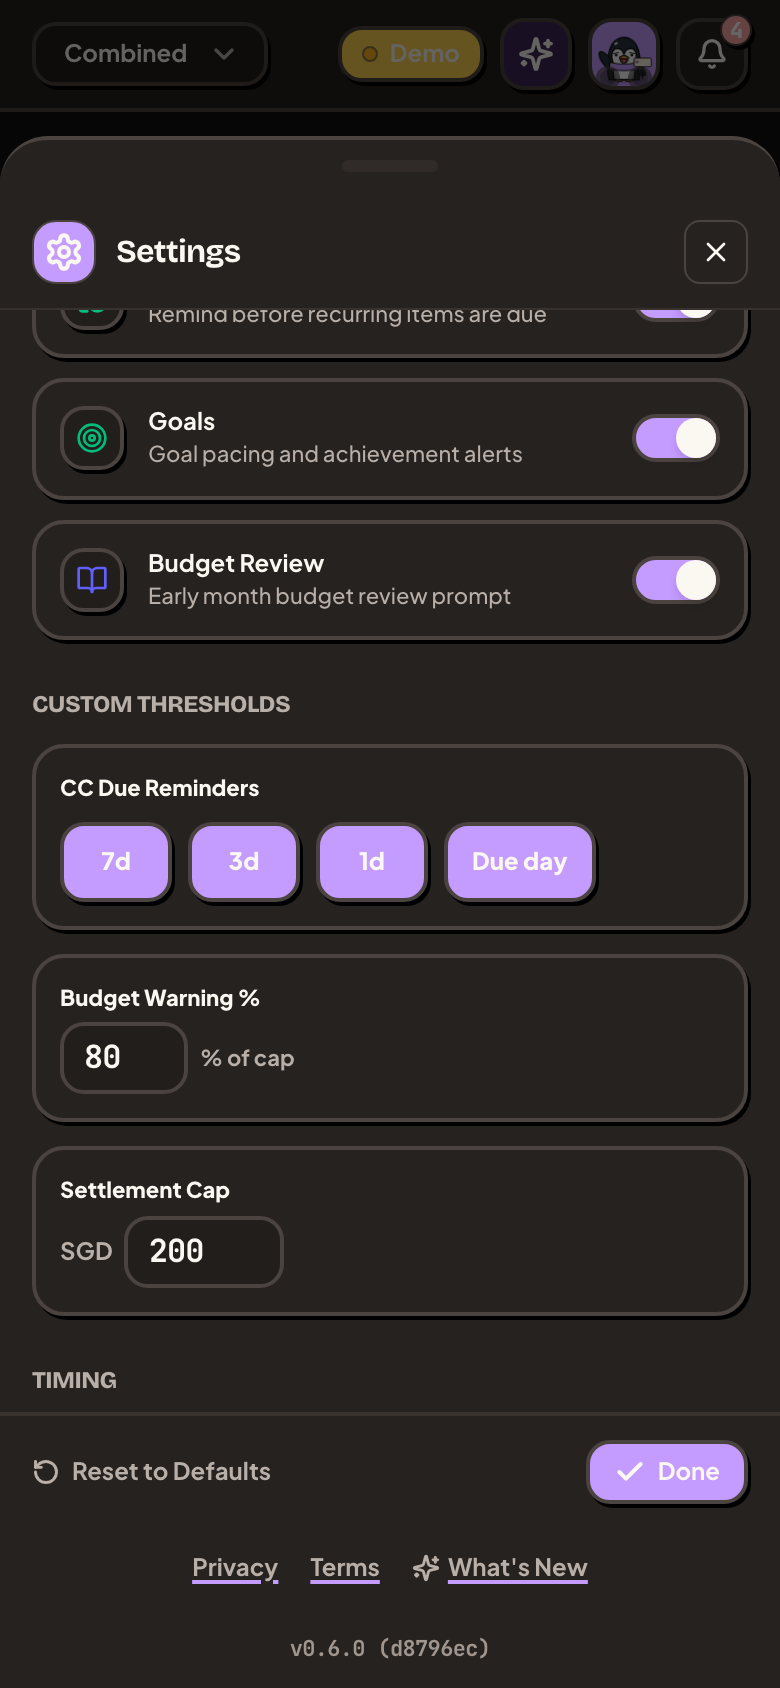 Combined
Demo
4
Settings
Remind before recurring items are due
Goals
Goal pacing and achievement alerts
Budget Review
Early month budget review prompt
CUSTOM THRESHOLDS
CC Due Reminders
7d 3d 1d Due day
Budget Warning %
80 % of cap
Settlement Cap
SGD 200
TIMING
Reset to Defaults
Done
Privacy Terms What's New
v0.6.0 (d8796ec)